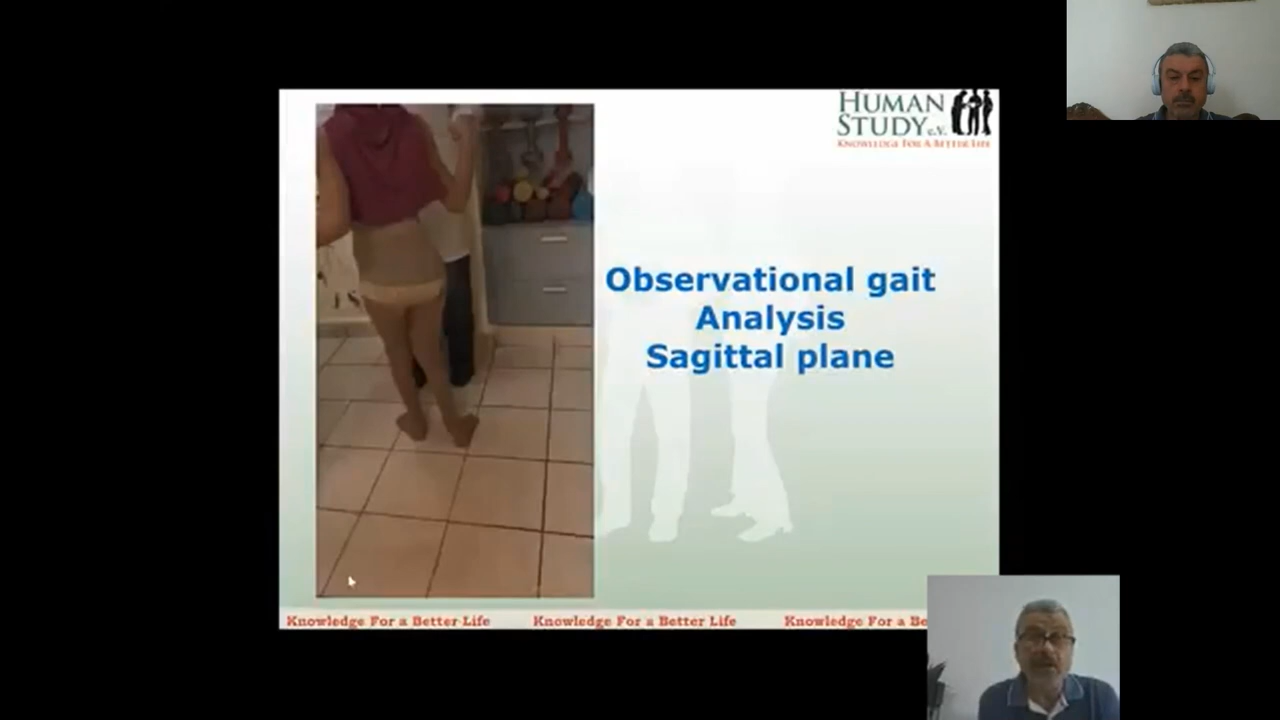 HUMAN
STUDY e.V.
KNOWLEDGE FOR A BETTER LIFE
Observational gait
Analysis
Sagittal plane
Knowledge For a Better Life Knowledge For a Better Life Knowledge For a Be